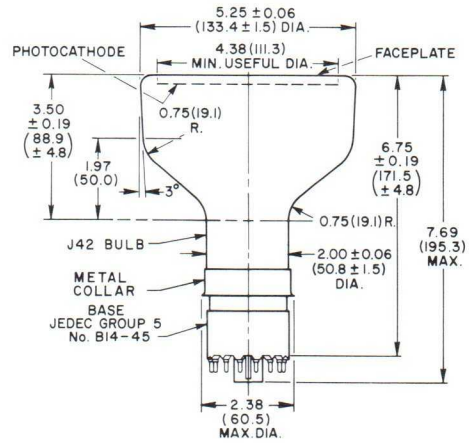 5.25 ± 0.06
(133.4 ± 1.5) DIA.
PHOTOCATHODE
4.38 (111.3)
MIN. USEFUL DIA.
FACEPLATE
3.50
± 0.19
(88.9
± 4.8)
0.75 (19.1)
R.
1.97
(50.0)
3°
6.75
± 0.19
(171.5
± 4.8)
7.69
(195.3)
MAX.
0.75 (19.1) R.
J42 BULB
2.00 ± 0.06
(50.8 ± 1.5)
DIA.
METAL
COLLAR
BASE
JEDEC GROUP 5
No. B14-45
2.38
(60.5)
MAX. DIA.